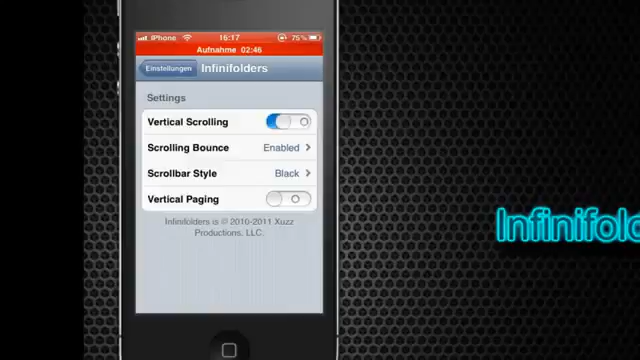 iPhone 16:17 75%
Aufnahme 02:46
Einstellungen Infinifolders
Settings
Vertical Scrolling
Scrolling Bounce Enabled
Scrollbar Style Black
Vertical Paging
Infinifolders is @ 2010-2011 Xuzz
Productions, LLC.
Infinifold